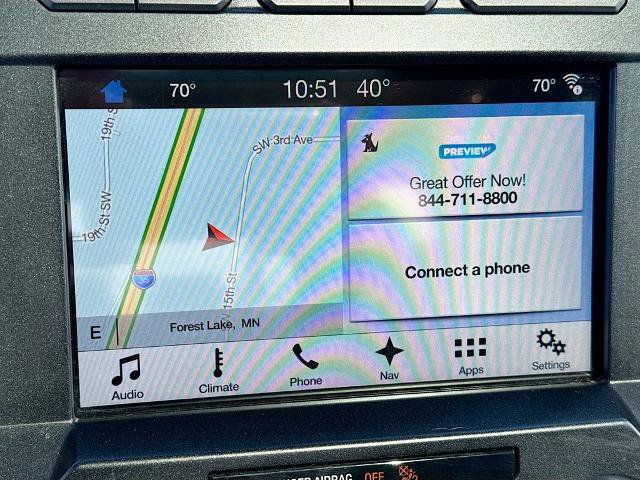 70° 10:51 40° 70°
19th St
SW 3rd Ave
PREVIEW
Great Offer Now!
844-711-8800
19th St SW
35
15th St
Connect a phone
E Forest Lake, MN
Audio Climate Phone Nav Apps Settings
AIRBAG OFF